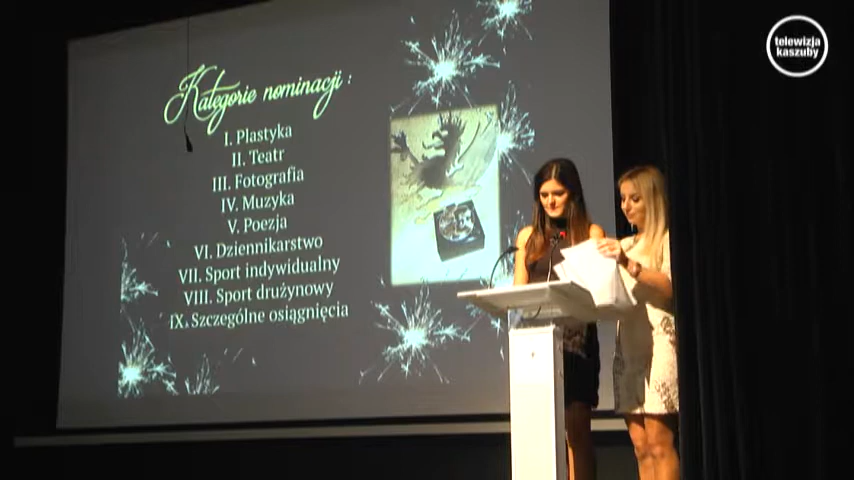 telewizja
kaszuby
Kategorie nominacji :
I. Plastyka
II. Teatr
III. Fotografia
IV. Muzyka
V. Poezja
VI. Dziennikarstwo
VII. Sport indywidualny
VIII. Sport drużynowy
IX. Szczególne osiągnięcia